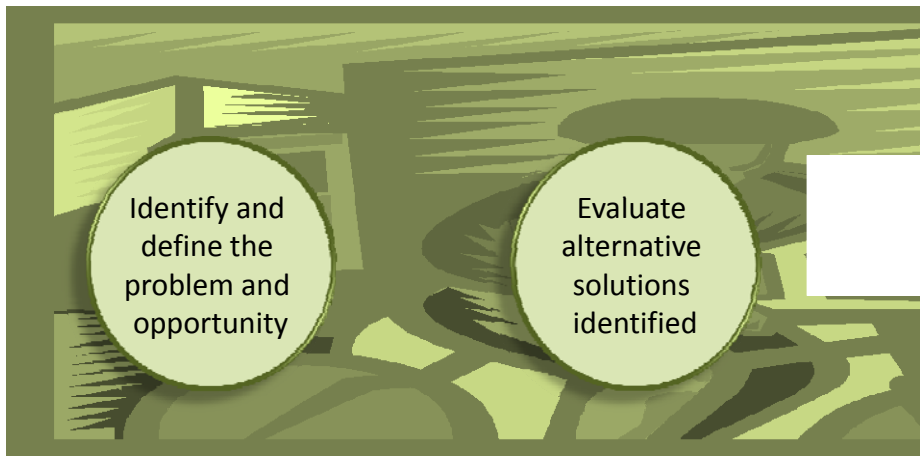 Identify and
define the
problem and
opportunity
Evaluate
alternative
solutions
identified